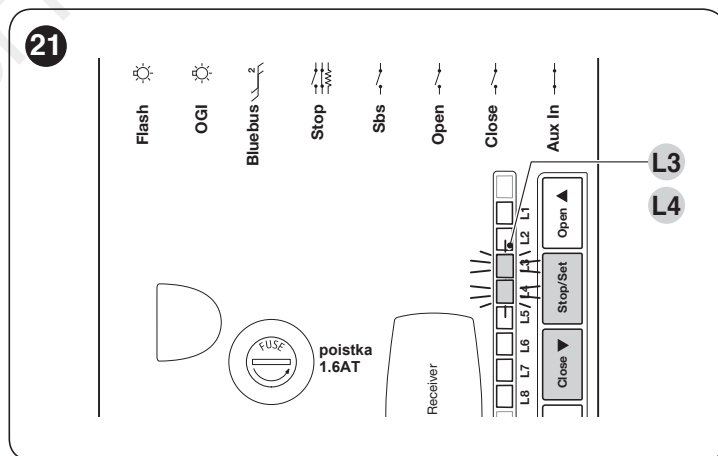 21
Flash
OGI
Bluebus
2
Stop
Sbs
Open
Close
Aux In
L3
L4
L1
L2
L3
L4
L5
L6
L7
L8
Open ▲
Stop/Set
Close ▼
FUSE
poistka
1.6AT
Receiver